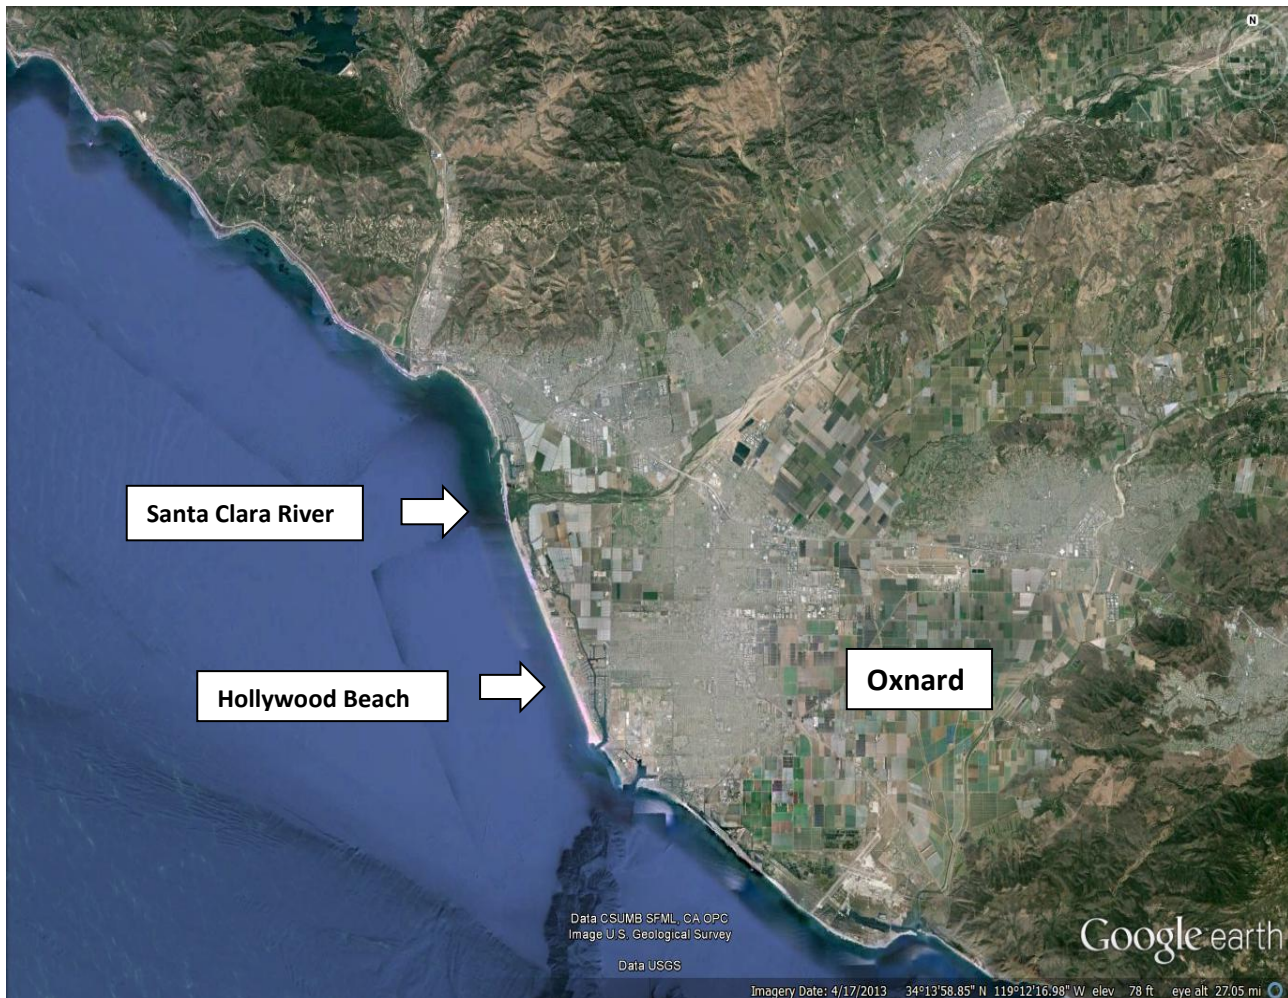 N
Santa Clara River
Hollywood Beach
Oxnard
Data CSUMB SFML, CA OPC
Image U.S. Geological Survey
Data USGS
Google earth
Imagery Date: 4/17/2013 34°13'58.85" N 119°12'16.98" W elev 78 ft eye alt 27.05 mi